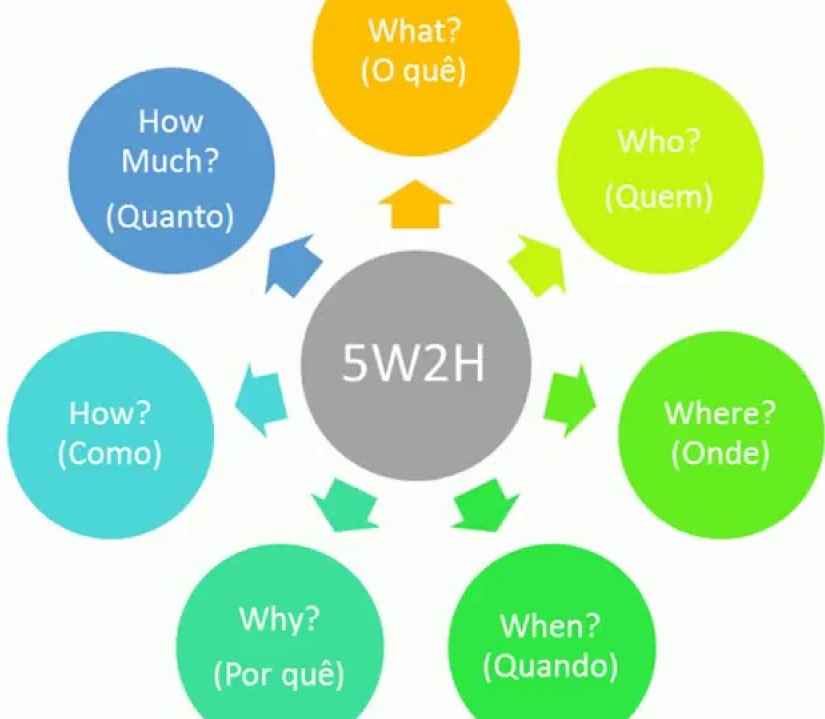 What?
(O quê)
Who?
(Quem)
Where?
(Onde)
When?
(Quando)
Why?
(Por quê)
How?
(Como)
How
Much?
(Quanto)
5W2H